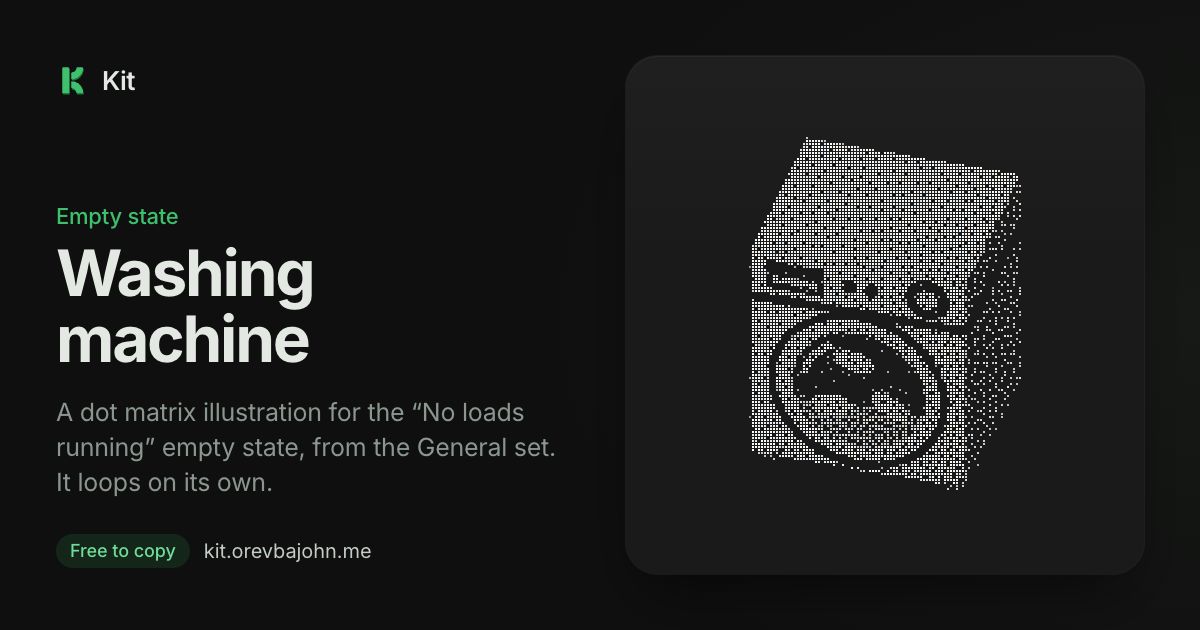 Kit
Empty state
Washing
machine
A dot matrix illustration for the “No loads
running” empty state, from the General set.
It loops on its own.
Free to copy
kit.orevbajohn.me